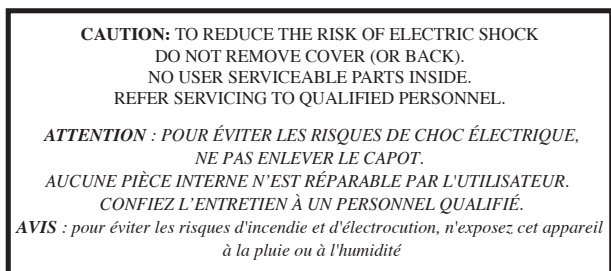 CAUTION: TO REDUCE THE RISK OF ELECTRIC SHOCK
DO NOT REMOVE COVER (OR BACK).
NO USER SERVICEABLE PARTS INSIDE.
REFER SERVICING TO QUALIFIED PERSONNEL.
ATTENTION : POUR ÉVITER LES RISQUES DE CHOC ÉLECTRIQUE,
NE PAS ENLEVER LE CAPOT.
AUCUNE PIÈCE INTERNE N’EST RÉPARABLE PAR L'UTILISATEUR.
CONFIEZ L’ENTRETIEN À UN PERSONNEL QUALIFIÉ.
AVIS : pour éviter les risques d'incendie et d'électrocution, n'exposez cet appareil
à la pluie ou à l'humidité